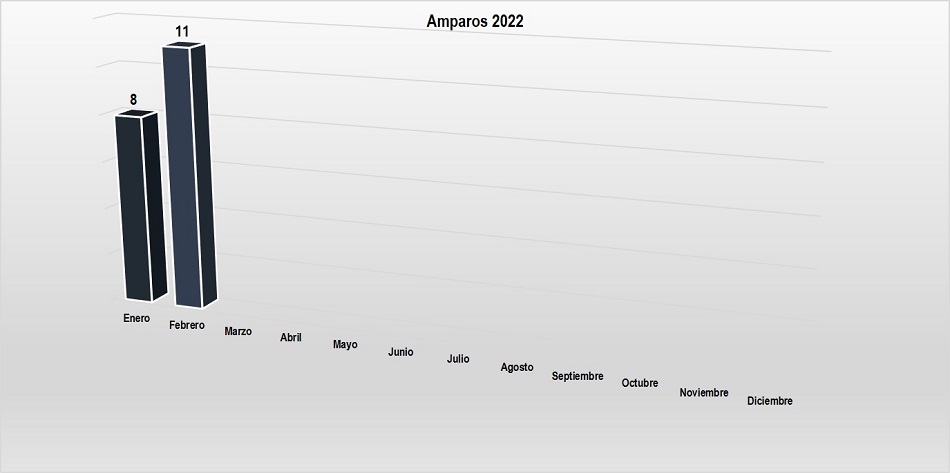 Amparos 2022
11
8
Enero
Febrero
Marzo
Abril
Mayo
Junio
Julio
Agosto
Septiembre
Octubre
Noviembre
Diciembre